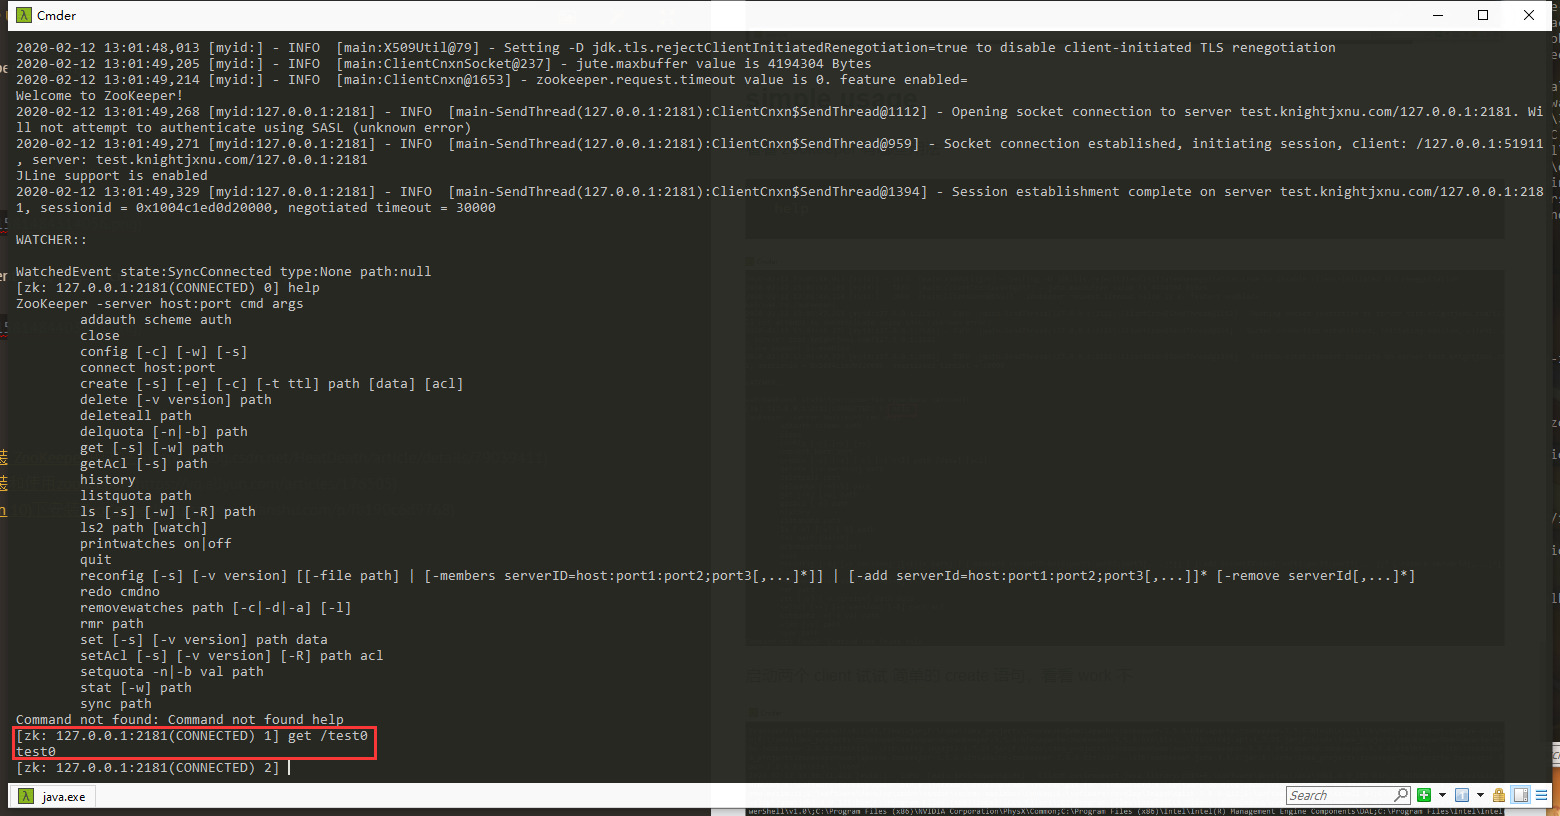 Cmder
2020-02-12 13:01:48,013 [myid:] - INFO  [main:X509Util@79] - Setting -D jdk.tls.rejectClientInitiatedRenegotiation=true to disable client-initiated TLS renegotiation
2020-02-12 13:01:49,205 [myid:] - INFO  [main:ClientCnxnSocket@237] - jute.maxbuffer value is 4194304 Bytes
2020-02-12 13:01:49,214 [myid:] - INFO  [main:ClientCnxn@1653] - zookeeper.request.timeout value is 0. feature enabled=
Welcome to ZooKeeper!
2020-02-12 13:01:49,268 [myid:127.0.0.1:2181] - INFO  [main-SendThread(127.0.0.1:2181):ClientCnxn$SendThread@1112] - Opening socket connection to server test.knightjxnu.com/127.0.0.1:2181. Wi
ll not attempt to authenticate using SASL (unknown error)
2020-02-12 13:01:49,271 [myid:127.0.0.1:2181] - INFO  [main-SendThread(127.0.0.1:2181):ClientCnxn$SendThread@959] - Socket connection established, initiating session, client: /127.0.0.1:51911
, server: test.knightjxnu.com/127.0.0.1:2181
JLine support is enabled
2020-02-12 13:01:49,329 [myid:127.0.0.1:2181] - INFO  [main-SendThread(127.0.0.1:2181):ClientCnxn$SendThread@1394] - Session establishment complete on server test.knightjxnu.com/127.0.0.1:218
1, sessionid = 0x1004c1ed0d20000, negotiated timeout = 30000
WATCHER::
WatchedEvent state:SyncConnected type:None path:null
[zk: 127.0.0.1:2181(CONNECTED) 0] help
ZooKeeper -server host:port cmd args
addauth scheme auth
close
config [-c] [-w] [-s]
connect host:port
create [-s] [-e] [-c] [-t ttl] path [data] [acl]
delete [-v version] path
deleteall path
delquota [-n|-b] path
get [-s] [-w] path
getAcl [-s] path
history
listquota path
ls [-s] [-w] [-R] path
ls2 path [watch]
printwatches on|off
quit
reconfig [-s] [-v version] [[-file path] | [-members serverID=host:port1:port2;port3[,...]*]] | [-add serverId=host:port1:port2;port3[,...]]* [-remove serverId[,...]*]
redo cmdno
removewatches path [-c|-d|-a] [-l]
rmr path
set [-s] [-v version] path data
setAcl [-s] [-v version] [-R] path acl
setquota -n|-b val path
stat [-w] path
sync path
Command not found: Command not found help
[zk: 127.0.0.1:2181(CONNECTED) 1] get /test0
test0
[zk: 127.0.0.1:2181(CONNECTED) 2]
java.exe
Search